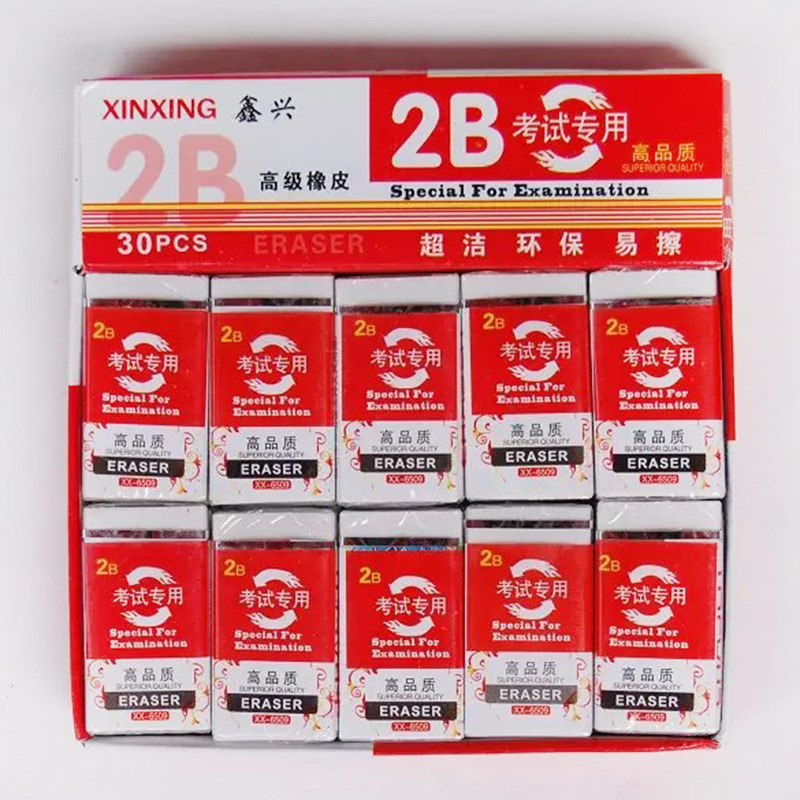 XINXING 鑫兴
2B
高级橡皮
30PCS
ERASER
2B 考试专用
高品质
SUPERIOR QUALITY
Special For Examination
超洁 环保 易擦
2B
考试专用
Special For
Examination
高品质
SUPERIOR QUALITY
ERASER
XX-6509
2B
考试专用
Special For
Examination
高品质
SUPERIOR QUALITY
ERASER
XX-6509
2B
考试专用
Special For
Examination
高品质
SUPERIOR QUALITY
ERASER
XX-6509
2B
考试专用
Special For
Examination
高品质
SUPERIOR QUALITY
ERASER
XX-6509
2B
考试专用
Special For
Examination
高品质
SUPERIOR QUALITY
ERASER
XX-6509
2B
考试专用
Special For
Examination
高品质
SUPERIOR QUALITY
ERASER
XX-6509
2B
考试专用
Special For
Examination
高品质
SUPERIOR QUALITY
ERASER
XX-6509
2B
考试专用
Special For
Examination
高品质
SUPERIOR QUALITY
ERASER
XX-6509
2B
考试专用
Special For
Examination
高品质
SUPERIOR QUALITY
ERASER
XX-6509
2B
考试专用
Special For
Examination
高品质
SUPERIOR QUALITY
ERASER
XX-6509